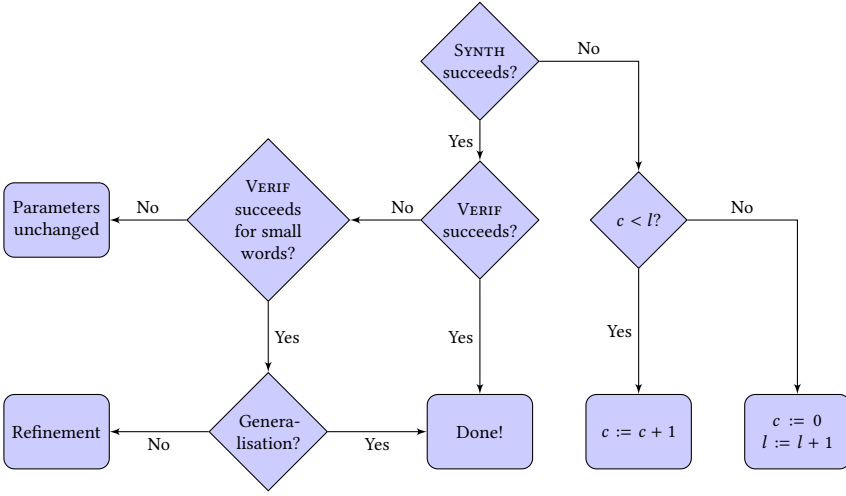 SYNTH
succeeds?
No
Yes
VERIF
succeeds
for small
words?
No
Parameters
unchanged
No
VERIF
succeeds?
c < l?
No
Yes
Yes
Yes
Refinement
No
Genera-
lisation?
Yes
Done!
c := c + 1
c := 0
l := l + 1